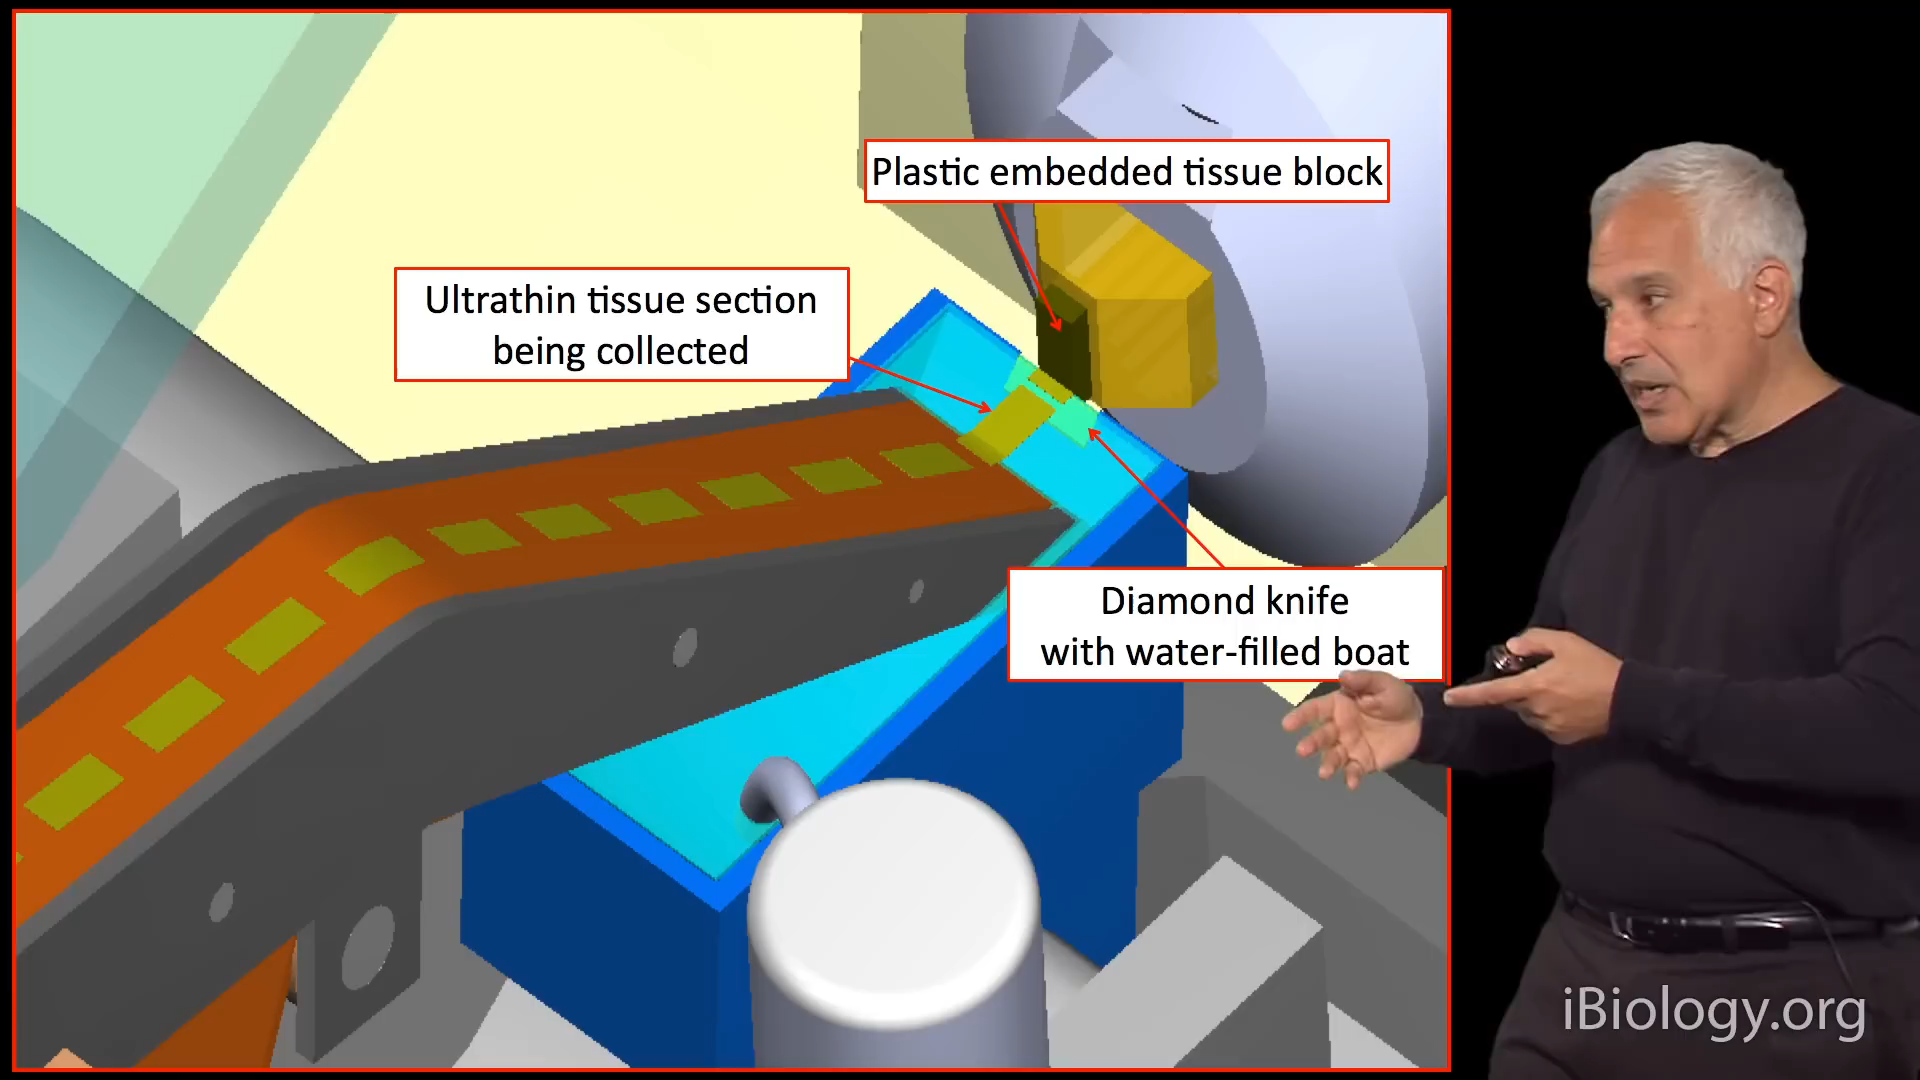 Plastic embedded tissue block
Ultrathin tissue section
being collected
Diamond knife
with water-filled boat
iBiology.org